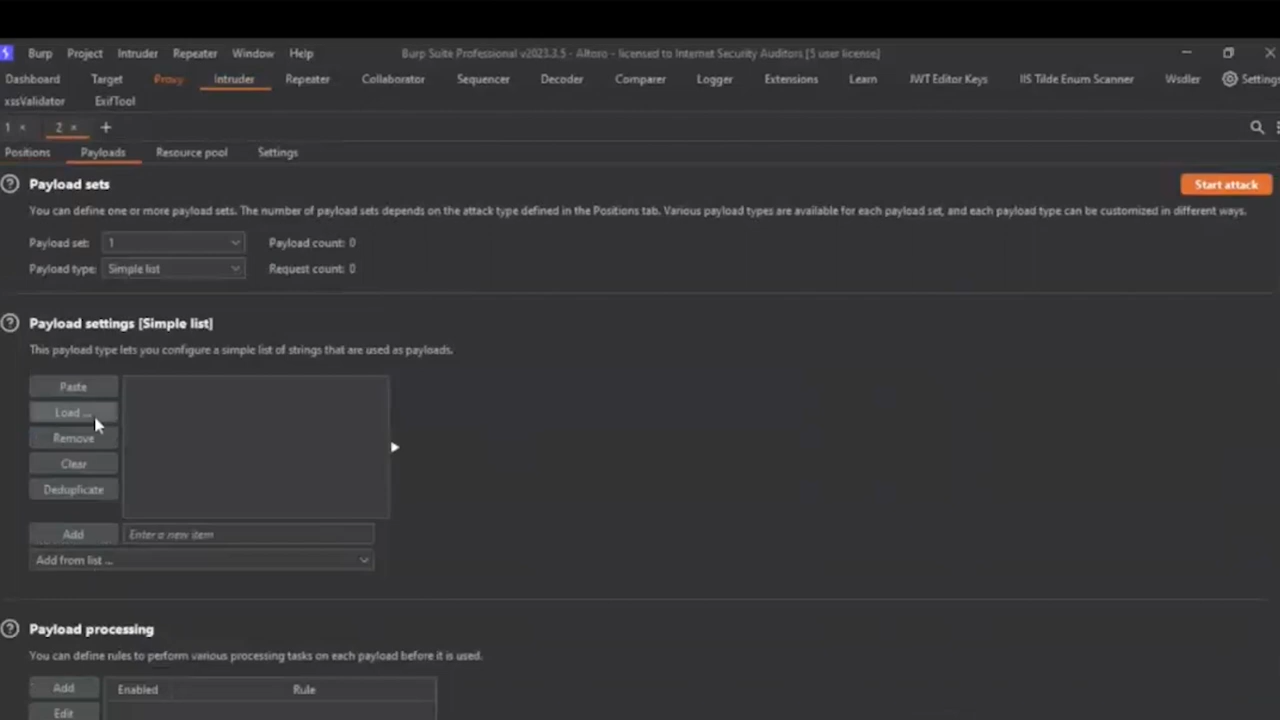 Burp Project Intruder Repeater Window Help Burp Suite Professional v2023.3.5 - Altoro - licensed to Internet Security Auditors [5 user license]
Dashboard Target Proxy Intruder Repeater Collaborator Sequencer Decoder Comparer Logger Extensions Learn JWT Editor Keys IIS Tilde Enum Scanner Wsdler Settings
xssValidator ExifTool
1 × 2 × +
Positions Payloads Resource pool Settings
? Payload sets Start attack
You can define one or more payload sets. The number of payload sets depends on the attack type defined in the Positions tab. Various payload types are available for each payload set, and each payload type can be customized in different ways.
Payload set: 1 Payload count: 0
Payload type: Simple list Request count: 0
? Payload settings [Simple list]
This payload type lets you configure a simple list of strings that are used as payloads.
Paste
Load ...
Remove
Clear
Deduplicate
Add Enter a new item
Add from list ...
? Payload processing
You can define rules to perform various processing tasks on each payload before it is used.
Add Enabled Rule
Edit